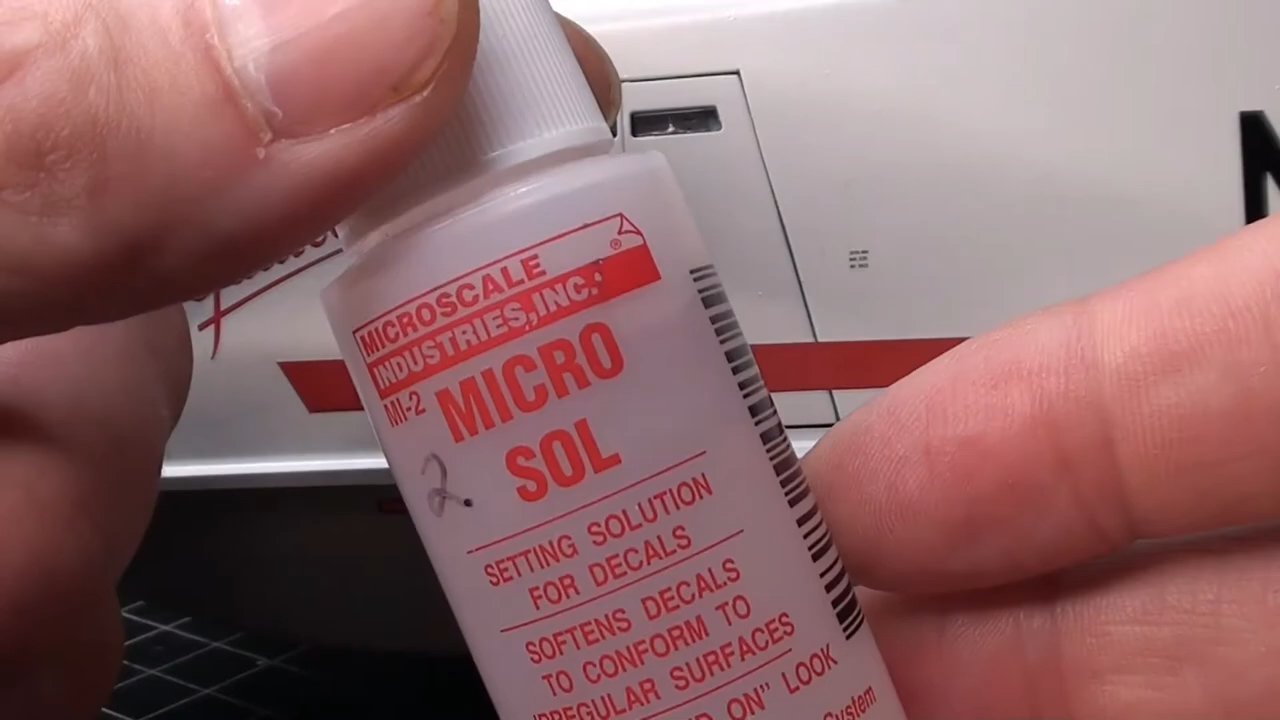 MICROSCALE
INDUSTRIES, INC.
®
MI-2
MICRO
SOL
2.
SETTING SOLUTION
FOR DECALS
SOFTENS DECALS
TO CONFORM TO
IRREGULAR SURFACES
ON" LOOK
System
N